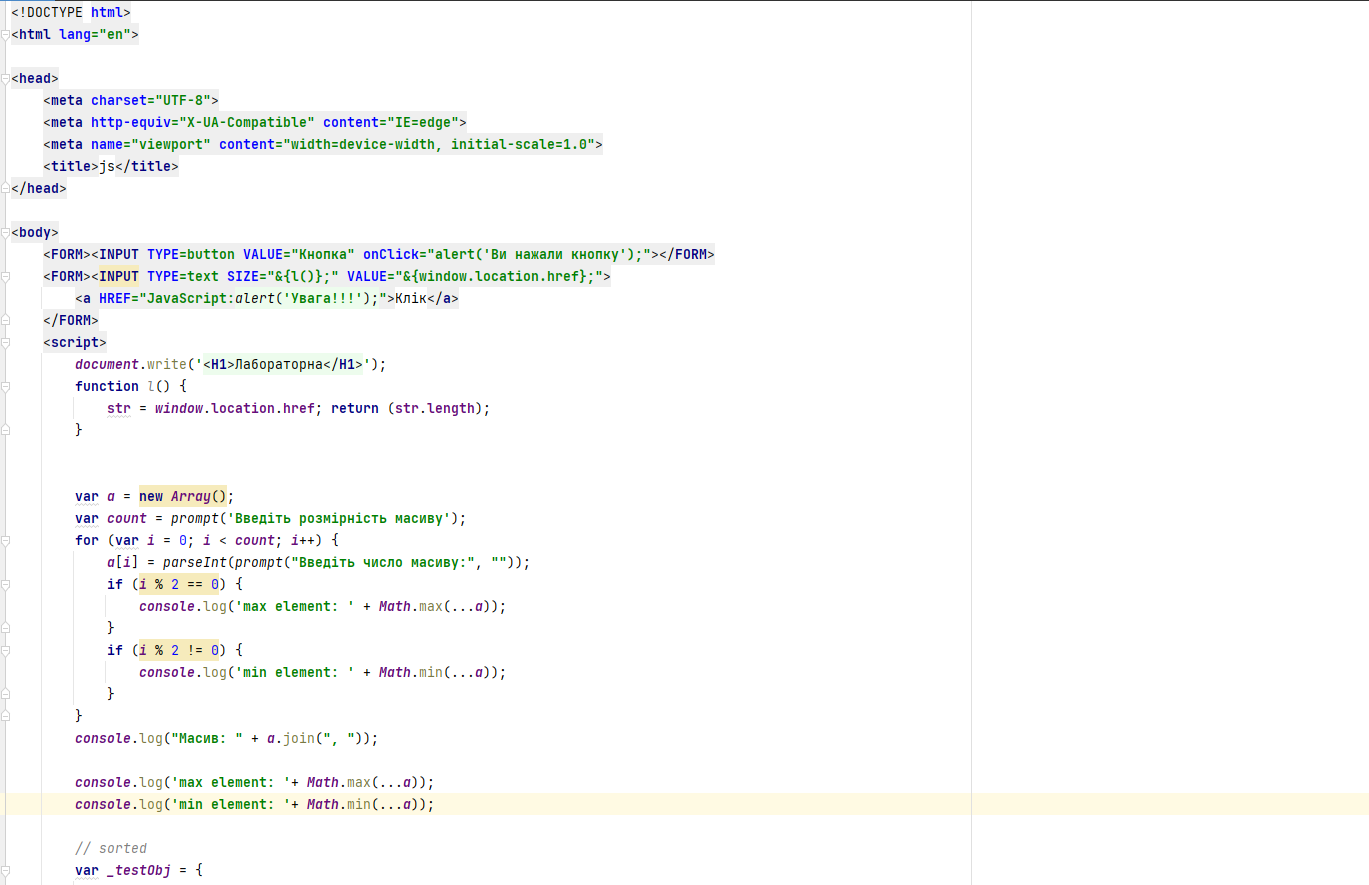 <!DOCTYPE html>
<html lang="en">
<head>
<meta charset="UTF-8">
<meta http-equiv="X-UA-Compatible" content="IE=edge">
<meta name="viewport" content="width=device-width, initial-scale=1.0">
<title>js</title>
</head>
<body>
<FORM><INPUT TYPE=button VALUE="Кнопка" onClick="alert('Ви нажали кнопку');"></FORM>
<FORM><INPUT TYPE=text SIZE="&{l()};" VALUE="&{window.location.href};">
<a HREF="JavaScript:alert('Увага!!!');">Клік</a>
</FORM>
<script>
document.write('<H1>Лабораторна</H1>');
function l() {
str = window.location.href; return (str.length);
}
var a = new Array();
var count = prompt('Введіть розмірність масиву');
for (var i = 0; i < count; i++) {
a[i] = parseInt(prompt("Введіть число масиву:", ""));
if (i % 2 == 0) {
console.log('max element: ' + Math.max(...a));
}
if (i % 2 != 0) {
console.log('min element: ' + Math.min(...a));
}
}
console.log("Масив: " + a.join(", "));
console.log('max element: '+ Math.max(...a));
console.log('min element: '+ Math.min(...a));
// sorted
var _testObj = {